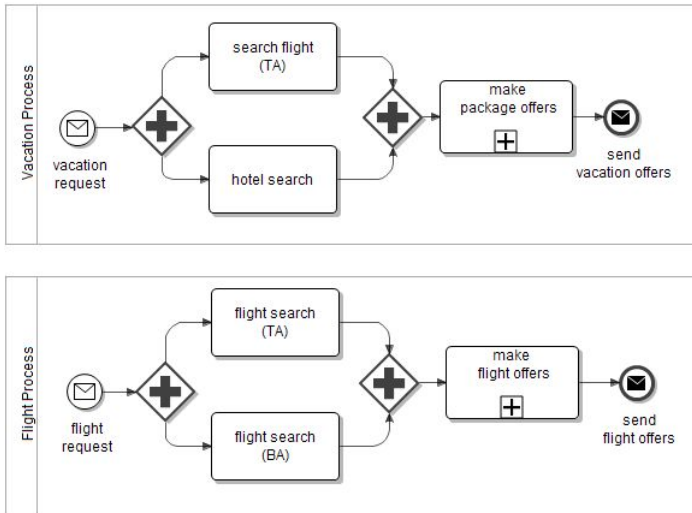 Vacation Process
vacation
request
search flight
(TA)
hotel search
make
package offers
send
vacation offers
Flight Process
flight
request
flight search
(TA)
flight search
(BA)
make
flight offers
send
flight offers